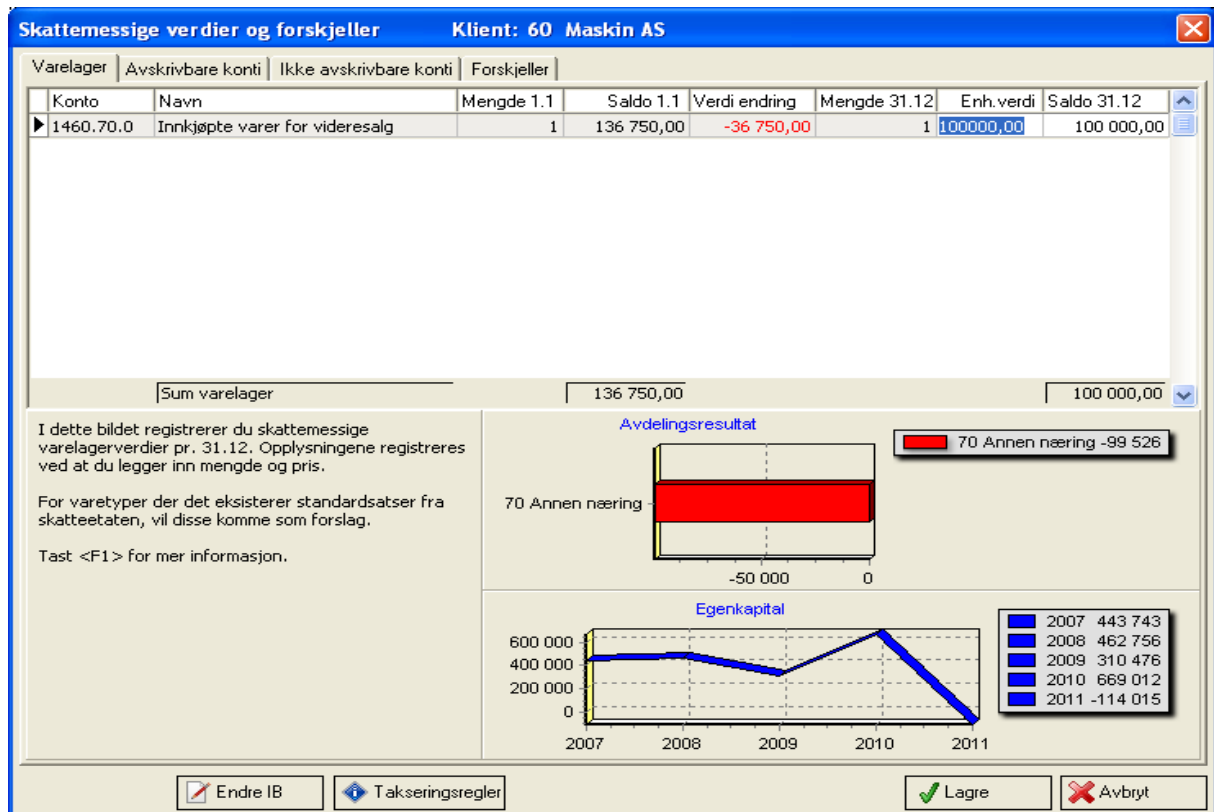 Skattemessige verdier og forskjeller Klient: 60 Maskin AS
Varelager Avskrivbare konti Ikke avskrivbare konti Forskjeller
Konto Navn Mengde 1.1 Saldo 1.1 Verdi endring Mengde 31.12 Enh.verdi Saldo 31.12
1460.70.0 Innkjøpte varer for videresalg 1 136 750,00 -36 750,00 1 100000,00 100 000,00
Sum varelager 136 750,00 100 000,00
I dette bildet registrerer du skattemessige
varelagerverdier pr. 31.12. Opplysningene registreres
ved at du legger inn mengde og pris.
For varetyper der det eksisterer standardsatser fra
skatteetaten, vil disse komme som forslag.
Tast <F1> for mer informasjon.
Avdelingsresultat
70 Annen næring -99 526
70 Annen næring
-50 000 0
Egenkapital
600 000
400 000
200 000
0
2007 2008 2009 2010 2011
2007 443 743
2008 462 756
2009 310 476
2010 669 012
2011 -114 015
Endre IB Takseringsregler Lagre Avbryt